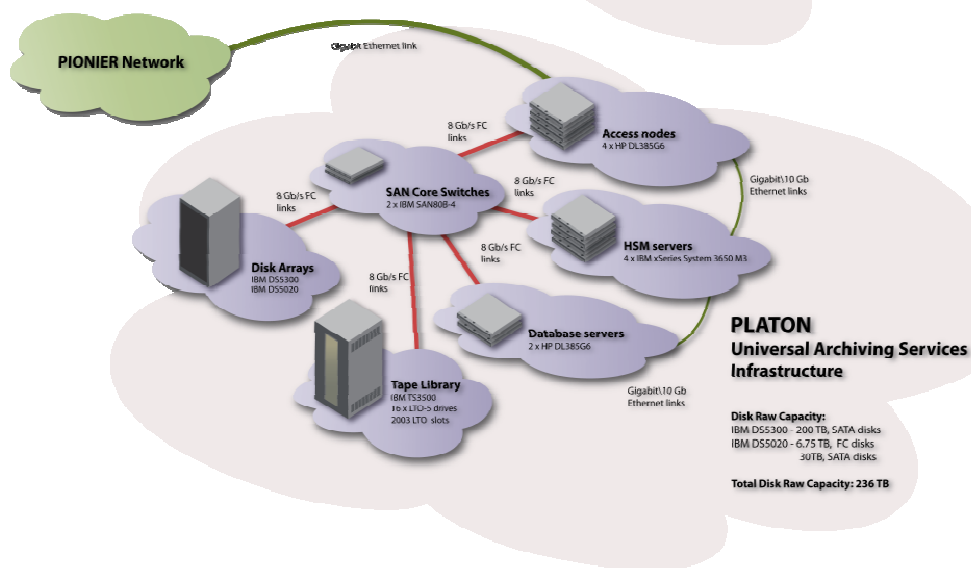 PIONIER Network
Gigabit Ethernet link
8 Gb/s FC
links
Access nodes
4 x HP DL385G6
Gigabit\10 Gb
Ethernet links
SAN Core Switches
2 x IBM SAN80B-4
8 Gb/s FC
links
8 Gb/s FC
links
HSM servers
4 x IBM xSeries System 3650 M3
8 Gb/s FC
links
Disk Arrays
IBM DS5300
IBM DS5020
8 Gb/s FC
links
Database servers
2 x HP DL385G6
Tape Library
IBM TS3500
16 x LTO-5 drives
2003 LTO slots
Gigabit\10 Gb
Ethernet links
PLATON
Universal Archiving Services
Infrastructure
Disk Raw Capacity:
IBM DS5300 - 200 TB, SATA disks
IBM DS5020 - 6.75 TB, FC disks
30TB, SATA disks
Total Disk Raw Capacity: 236 TB